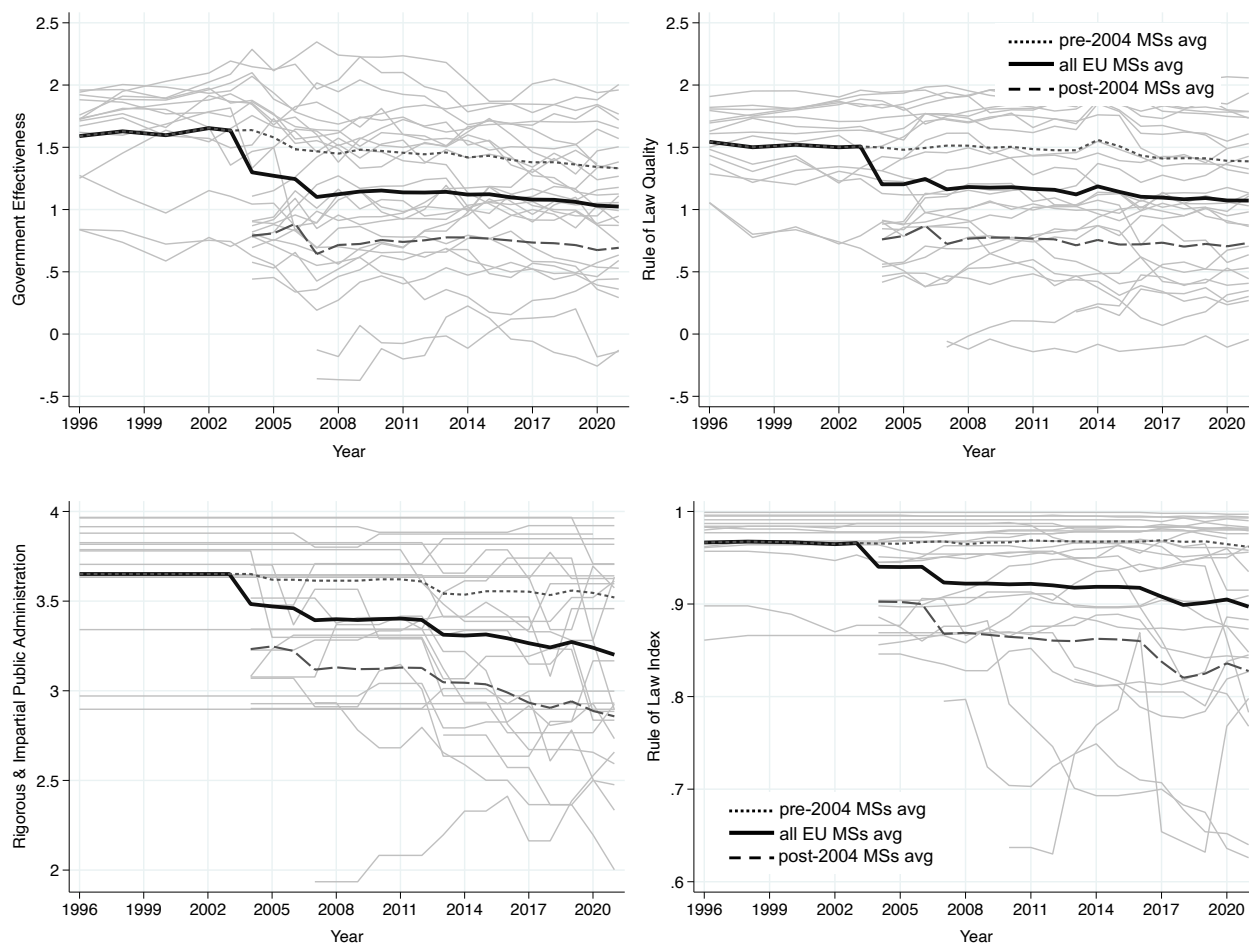 Government Effectiveness
2.5
2
1.5
1
.5
0
-.5
1996 1999 2002 2005 2008 2011 2014 2017 2020
Year
Rule of Law Quality
2.5
2
1.5
1
.5
0
-.5
pre-2004 MSs avg
all EU MSs avg
post-2004 MSs avg
1996 1999 2002 2005 2008 2011 2014 2017 2020
Year
Rigorous & Impartial Public Administration
4
3.5
3
2.5
2
1996 1999 2002 2005 2008 2011 2014 2017 2020
Year
Rule of Law Index
1
.9
.8
.7
.6
pre-2004 MSs avg
all EU MSs avg
post-2004 MSs avg
1996 1999 2002 2005 2008 2011 2014 2017 2020
Year